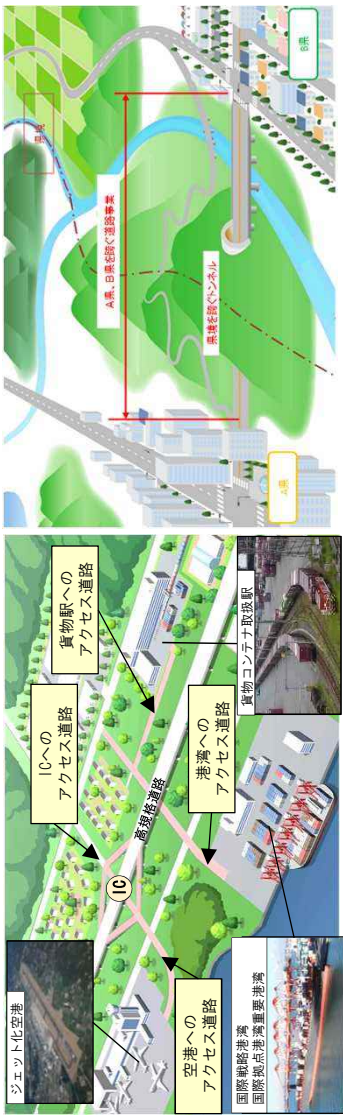 ジェット化空港
ICへの
アクセス道路
貨物駅への
アクセス道路
IC
高規格道路
空港への
アクセス道路
港湾への
アクセス道路
国際戦略港湾
国際拠点港湾重要港湾
貨物コンテナ取扱駅
県境
A県、B県を跨ぐ道路事業
県境を跨ぐトンネル
A県
B県